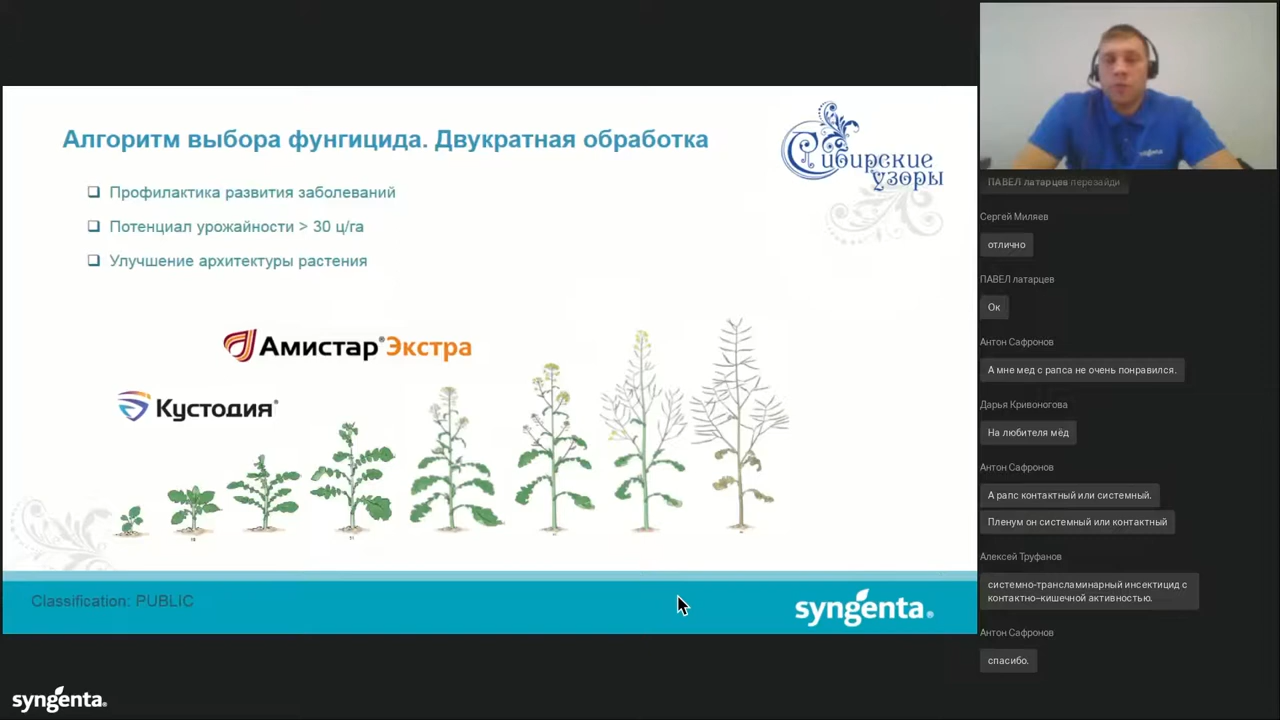 Алгоритм выбора фунгицида. Двукратная обработка
Сибирские
узоры
❑ Профилактика развития заболеваний
❑ Потенциал урожайности > 30 ц/га
❑ Улучшение архитектуры растения
Амистар® Экстра
Кустодия®
Classification: PUBLIC
syngenta®
syngenta®
syngenta
ПАВЕЛ латарцев перезайди
Сергей Миляев
отлично
ПАВЕЛ латарцев
Ок
Антон Сафронов
А мне мед с рапса не очень понравился.
Дарья Кривоногова
На любителя мёд
Антон Сафронов
А рапс контактный или системный.
Пленум он системный или контактный
Алексей Труфанов
системно-трансламинарный инсектицид с
контактно–кишечной активностью.
Антон Сафронов
спасибо.